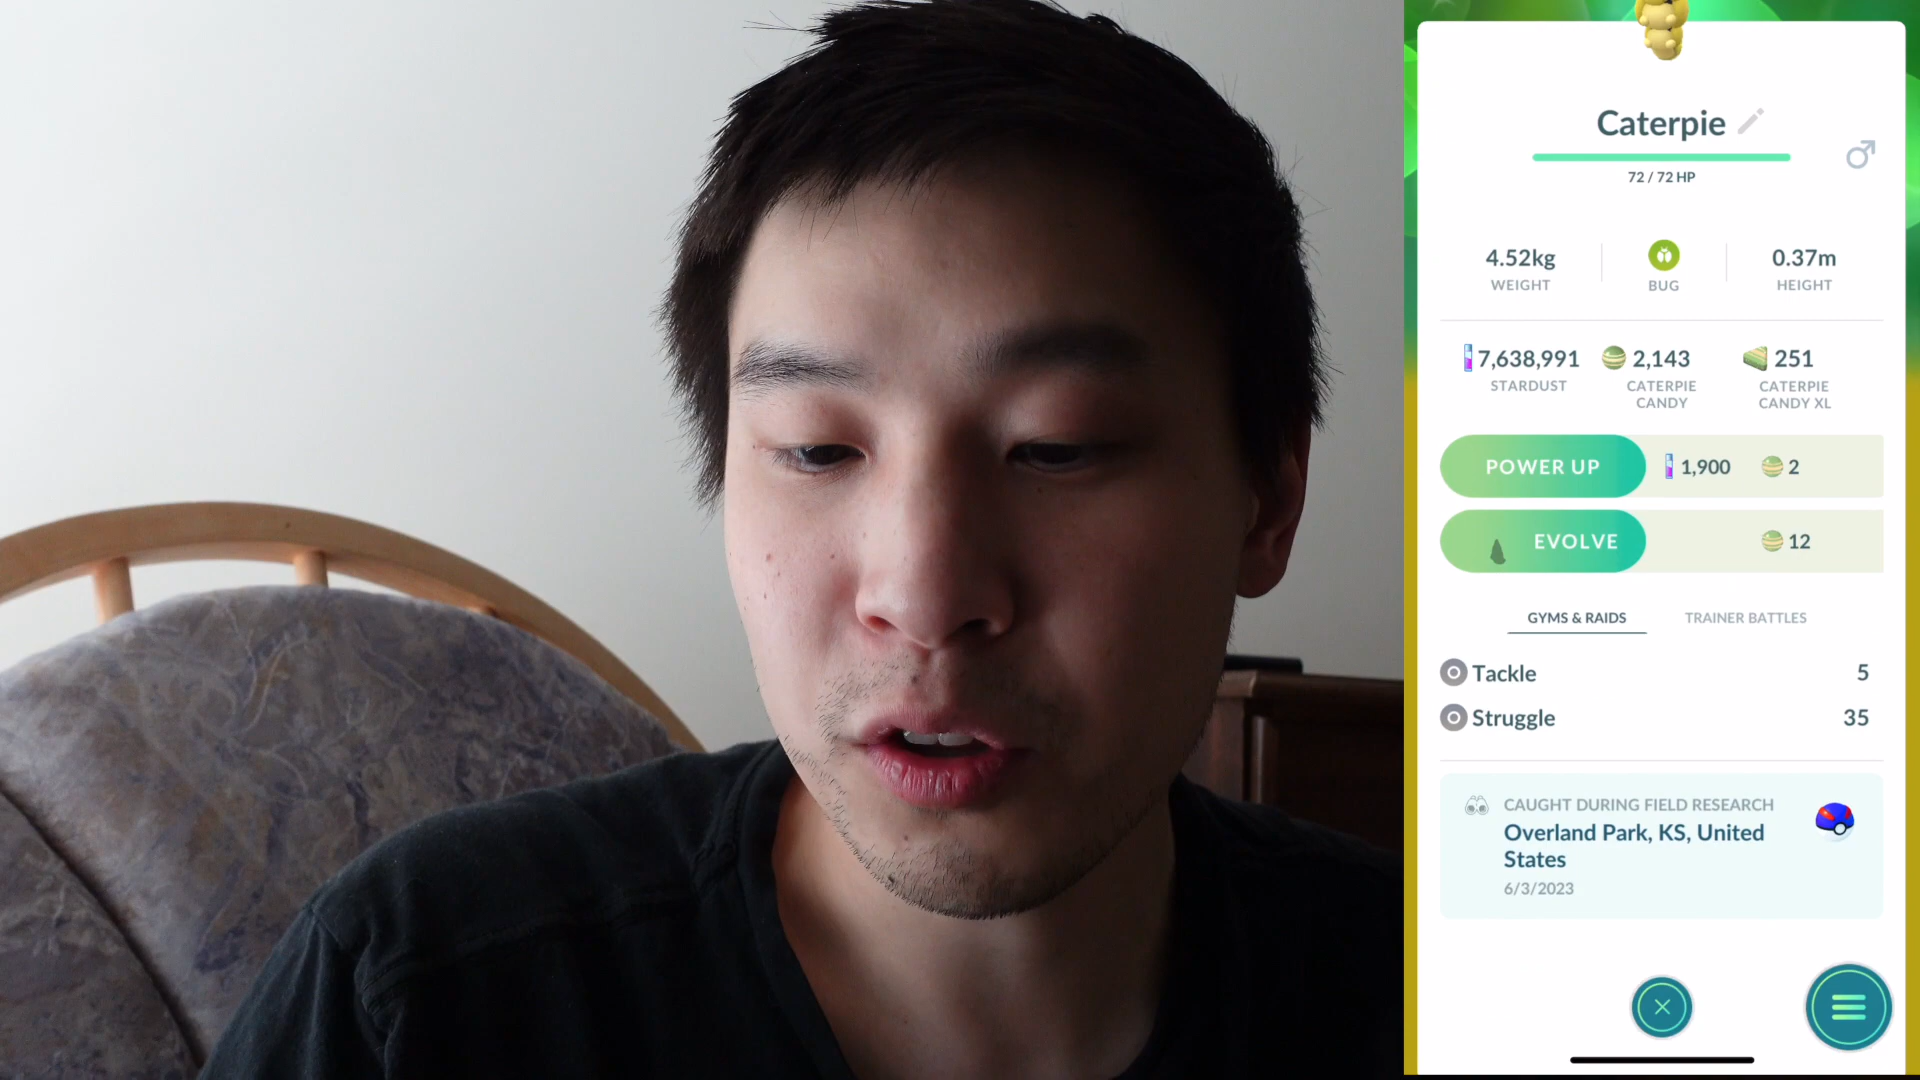 Caterpie
72 / 72 HP
4.52kg
WEIGHT
BUG
0.37m
HEIGHT
7,638,991
STARDUST
2,143
CATERPIE
CANDY
251
CATERPIE
CANDY XL
POWER UP 1,900 2
EVOLVE 12
GYMS & RAIDS TRAINER BATTLES
Tackle 5
Struggle 35
CAUGHT DURING FIELD RESEARCH
Overland Park, KS, United
States
6/3/2023